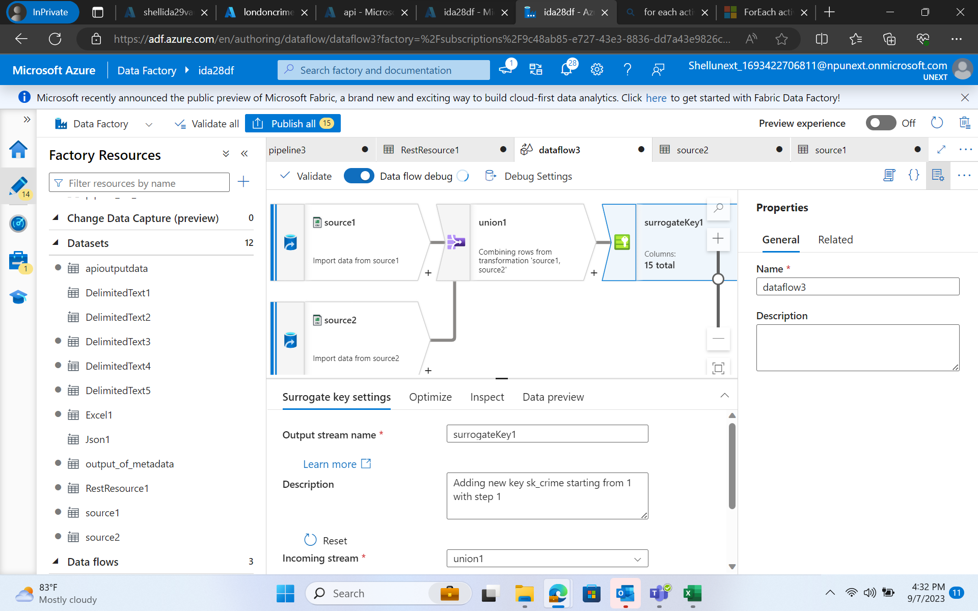 InPrivate
shellida29va
londoncrime
api - Micros
ida28df - Mi
ida28df - Az
for each acti
ForEach activ
https://adf.azure.com/en/authoring/dataflow/dataflow3?factory=%2Fsubscriptions%2F9c48ab85-e727-43e3-8836-dd7a43e9826c...
Microsoft Azure
Data Factory
ida28df
Search factory and documentation
1
28
Shellunext_1693422706811@npunext.onmicrosoft.com
UNEXT
Microsoft recently announced the public preview of Microsoft Fabric, a brand new and exciting way to build cloud-first data analytics. Click here to get started with Fabric Data Factory!
Data Factory
Validate all
Publish all 15
Preview experience
Off
14
1
Factory Resources
Filter resources by name
Change Data Capture (preview) 0
Datasets 12
apioutputdata
DelimitedText1
DelimitedText2
DelimitedText3
DelimitedText4
DelimitedText5
Excel1
Json1
output_of_metadata
RestResource1
source1
source2
Data flows 3
pipeline3
RestResource1
dataflow3
source2
source1
Validate
Data flow debug
Debug Settings
source1
Import data from source1
union1
Combining rows from
transformation 'source1,
source2'
surrogateKey1
Columns:
15 total
source2
Import data from source2
Surrogate key settings
Optimize
Inspect
Data preview
Output stream name *
surrogateKey1
Learn more
Description
Adding new key sk_crime starting from 1
with step 1
Reset
Incoming stream *
union1
Properties
General
Related
Name *
dataflow3
Description
83°F
Mostly cloudy
Search
4:32 PM
9/7/2023
11